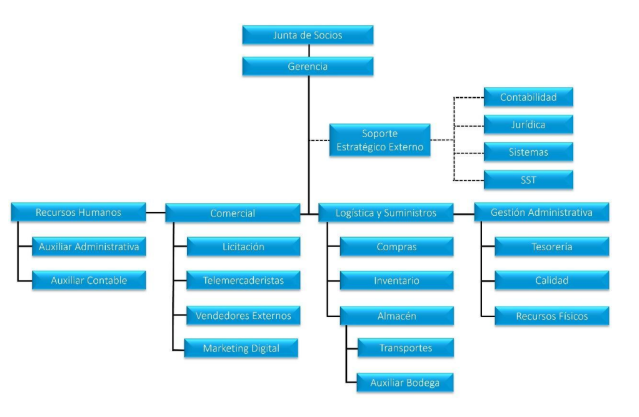 Junta de Socios
Gerencia
Soporte
Estratégico Externo
Contabilidad
Jurídica
Sistemas
SST
Recursos Humanos
Comercial
Logística y Suministros
Gestión Administrativa
Auxiliar Administrativa
Licitación
Compras
Tesorería
Auxiliar Contable
Telemercaderistas
Inventario
Calidad
Vendedores Externos
Almacén
Recursos Físicos
Marketing Digital
Transportes
Auxiliar Bodega